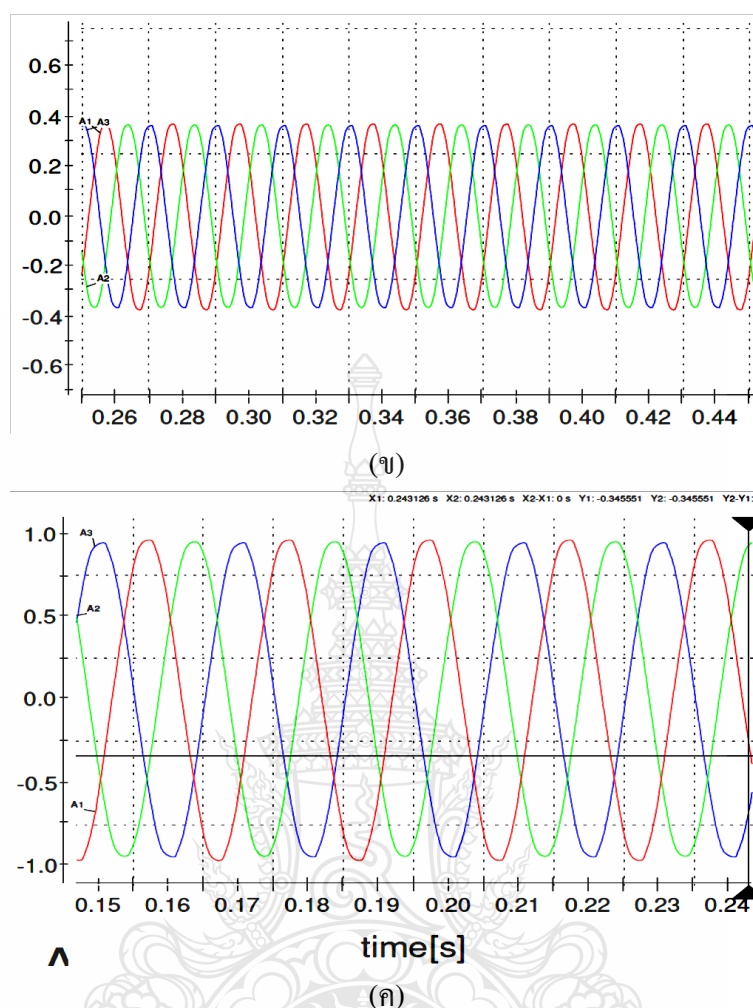 0.6
0.4
A1 A3
0.2
0.0
-0.2
A2
-0.4
-0.6
0.26 0.28 0.30 0.32 0.34 0.36 0.38 0.40 0.42 0.44
(ข)
X1: 0.243126 s X2: 0.243126 s X2-X1: 0 s Y1: -0.345551 Y2: -0.345551 Y2-Y1:
1.0
A3
0.5
A2
0.0
-0.5
A1
-1.0
0.15 0.16 0.17 0.18 0.19 0.20 0.21 0.22 0.23 0.24
time[s]
(ค)